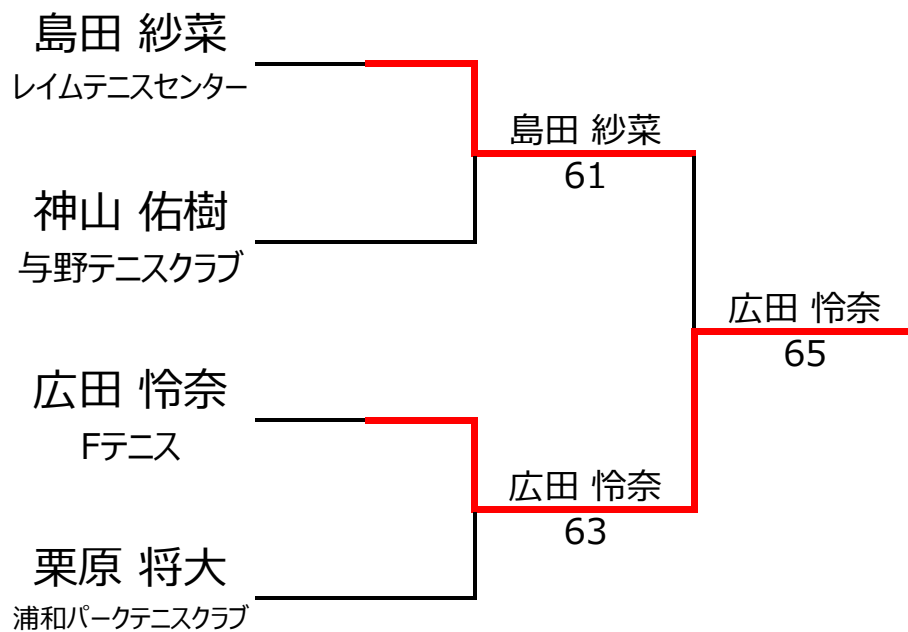 島田 紗菜
レイムテニスセンター
島田 紗菜
61
神山 佑樹
与野テニスクラブ
広田 怜奈
65
広田 怜奈
Fテニス
広田 怜奈
63
栗原 将大
浦和パークテニスクラブ